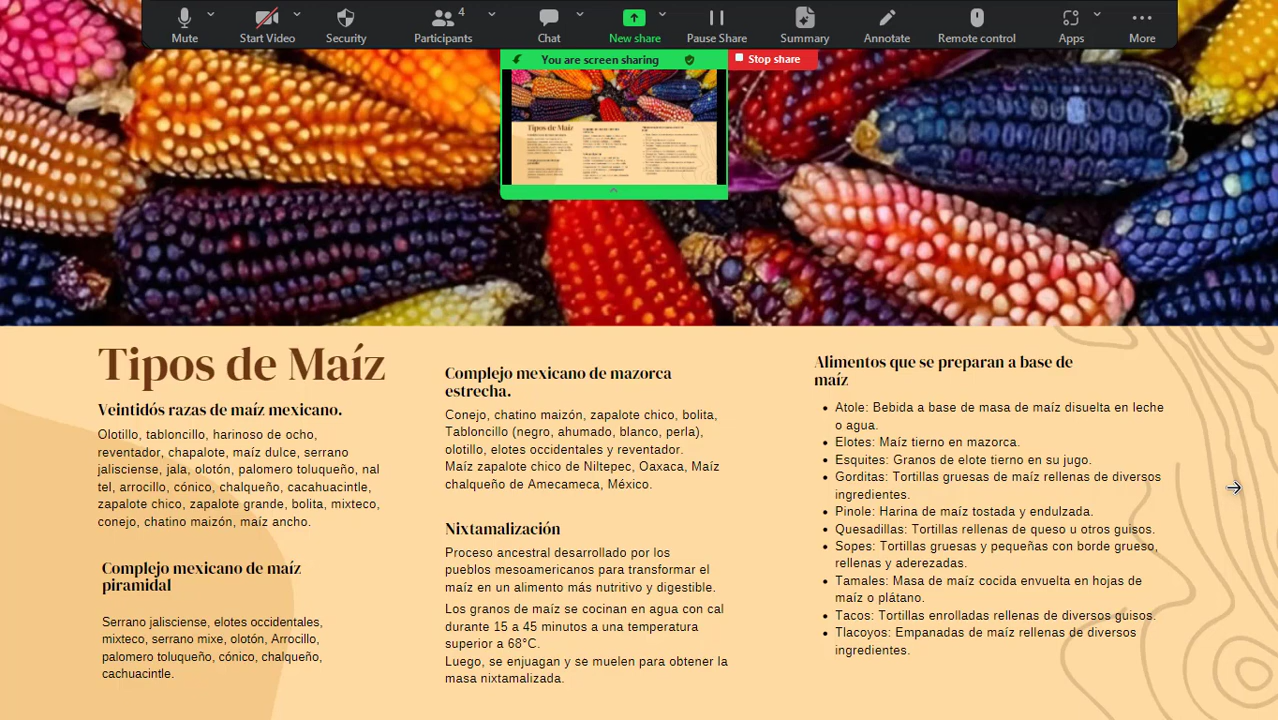 Mute
Start Video
Security
Participants
4
Chat
New share
Pause Share
Summary
Annotate
Remote control
Apps
More
You are screen sharing
Stop share
Tipos de Maíz
Tipos de Maíz
Veintidós razas de maíz mexicano.
Olotillo, tabloncillo, harinoso de ocho,
reventador, chapalote, maíz dulce, serrano
jalisciense, jala, olotón, palomero toluqueño, nal
tel, arrocillo, cónico, chalqueño, cacahuacintle,
zapalote chico, zapalote grande, bolita, mixteco,
conejo, chatino maizón, maíz ancho.
Complejo mexicano de maíz
piramidal
Serrano jalisciense, elotes occidentales,
mixteco, serrano mixe, olotón, Arrocillo,
palomero toluqueño, cónico, chalqueño,
cachuacintle.
Complejo mexicano de mazorca
estrecha.
Conejo, chatino maizón, zapalote chico, bolita,
Tabloncillo (negro, ahumado, blanco, perla),
olotillo, elotes occidentales y reventador.
Maíz zapalote chico de Niltepec, Oaxaca, Maíz
chalqueño de Amecameca, México.
Nixtamalización
Proceso ancestral desarrollado por los
pueblos mesoamericanos para transformar el
maíz en un alimento más nutritivo y digestible.
Los granos de maíz se cocinan en agua con cal
durante 15 a 45 minutos a una temperatura
superior a 68°C.
Luego, se enjuagan y se muelen para obtener la
masa nixtamalizada.
Alimentos que se preparan a base de
maíz
• Atole: Bebida a base de masa de maíz disuelta en leche
o agua.
• Elotes: Maíz tierno en mazorca.
• Esquites: Granos de elote tierno en su jugo.
• Gorditas: Tortillas gruesas de maíz rellenas de diversos
ingredientes.
• Pinole: Harina de maíz tostada y endulzada.
• Quesadillas: Tortillas rellenas de queso u otros guisos.
• Sopes: Tortillas gruesas y pequeñas con borde grueso,
rellenas y aderezadas.
• Tamales: Masa de maíz cocida envuelta en hojas de
maíz o plátano.
• Tacos: Tortillas enrolladas rellenas de diversos guisos.
• Tlacoyos: Empanadas de maíz rellenas de diversos
ingredientes.